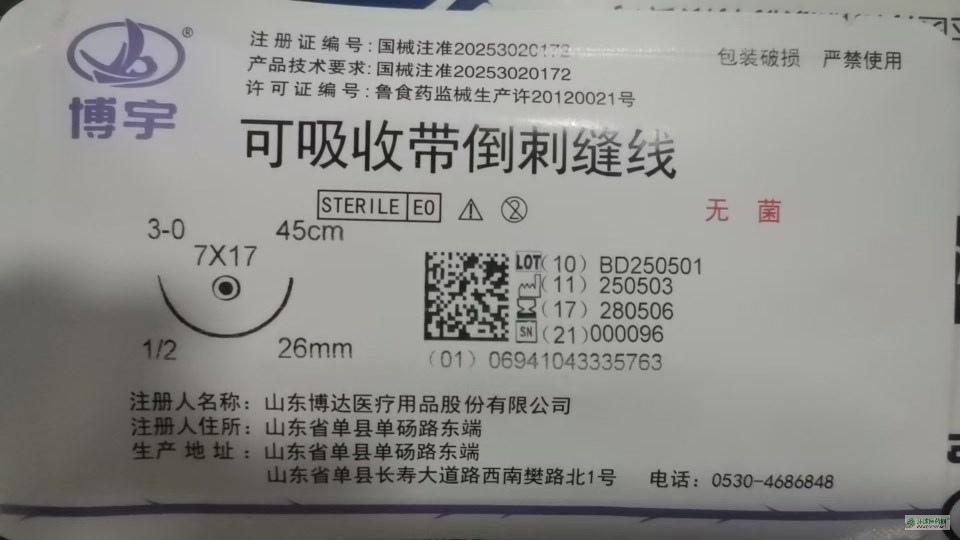 博宇®
注册证编号:国械注准20253020172
产品技术要求:国械注准20253020172
许可证编号:鲁食药监械生产许20120021号
包装破损 严禁使用
可吸收带倒刺缝线
STERILE EO
无菌
3-0 45cm
7X17
1/2 26mm
LOT (10) BD250501
(11) 250503
(17) 280506
SN (21) 000096
(01) 06941043335763
注册人名称:山东博达医疗用品股份有限公司
注册人住所:山东省单县单砀路东端
生产地址:山东省单县单砀路东端
山东省单县长寿大道路西南樊路北1号 电话:0530-4686848